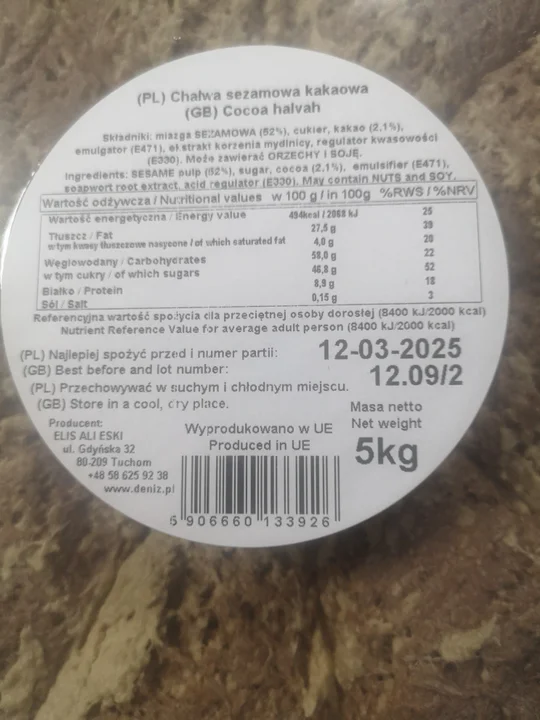 (PL) Chałwa sezamowa kakaowa
(GB) Cocoa halvah
Składniki: miazga SEZAMOWA (52%), cukier, kakao (2,1%),
emulgator (E471), ekstrakt korzenia mydlnicy, regulator kwasowości
(E330). Może zawierać ORZECHY i SOJĘ.
Ingredients: SESAME pulp (52%), sugar, cocoa (2,1%), emulsifier (E471),
soapwort root extract, acid regulator (E330). May contain NUTS and SOY.
Wartość odżywcza / Nutritional values w 100 g / in 100g %RWS / %NRV
Wartość energetyczna / Energy value 494kcal / 2068 kJ 25
Tłuszcz / Fat 27,5 g 39
w tym kwasy tłuszczowe nasycone / of which saturated fat 4,0 g 20
Węglowodany / Carbohydrates 58,0 g 22
w tym cukry / of which sugars 46,8 g 52
Białko / Protein 8,9 g 18
Sól / Salt 0,15 g 3
Referencyjna wartość spożycia dla przeciętnej osoby dorosłej (8400 kJ/2000 kcal)
Nutrient Reference Value for average adult person (8400 kJ/2000 kcal)
(PL) Najlepiej spożyć przed i numer partii: 12-03-2025
(GB) Best before and lot number: 12.09/2
(PL) Przechowywać w suchym i chłodnym miejscu.
(GB) Store in a cool, dry place.
Masa netto
Net weight
5kg
Producent:
ELIS ALI ESKI
ul. Gdyńska 32
80-209 Tuchom
+48 58 625 92 38
www.deniz.pl
Wyprodukowano w UE
Produced in UE
5 906660 133926